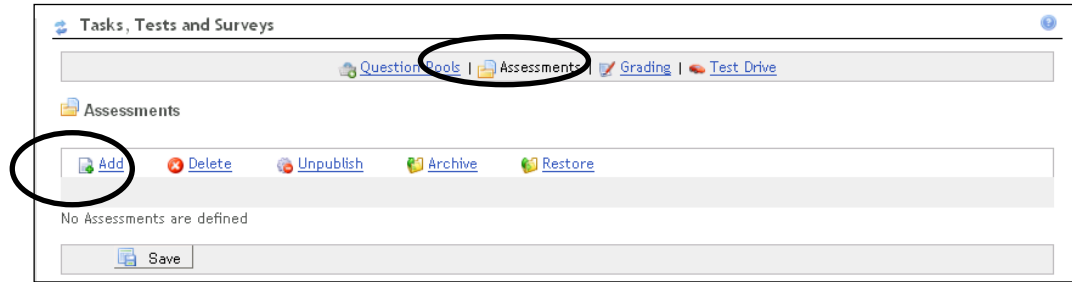 Tasks, Tests and Surveys
Question Pools | Assessments | Grading | Test Drive
Assessments
Add Delete Unpublish Archive Restore
No Assessments are defined
Save